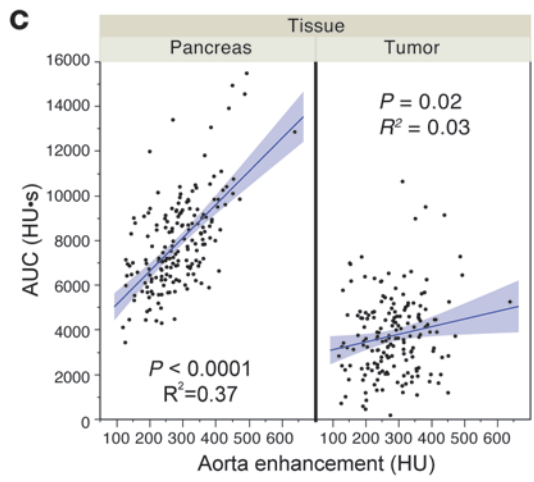 C
Tissue
Pancreas Tumor
AUC (HU•s)
16000
14000
12000
10000
8000
6000
4000
2000
0
P = 0.02
R² = 0.03
P < 0.0001
R²=0.37
100 200 300 400 500 600 100 200 300 400 500 600
Aorta enhancement (HU)